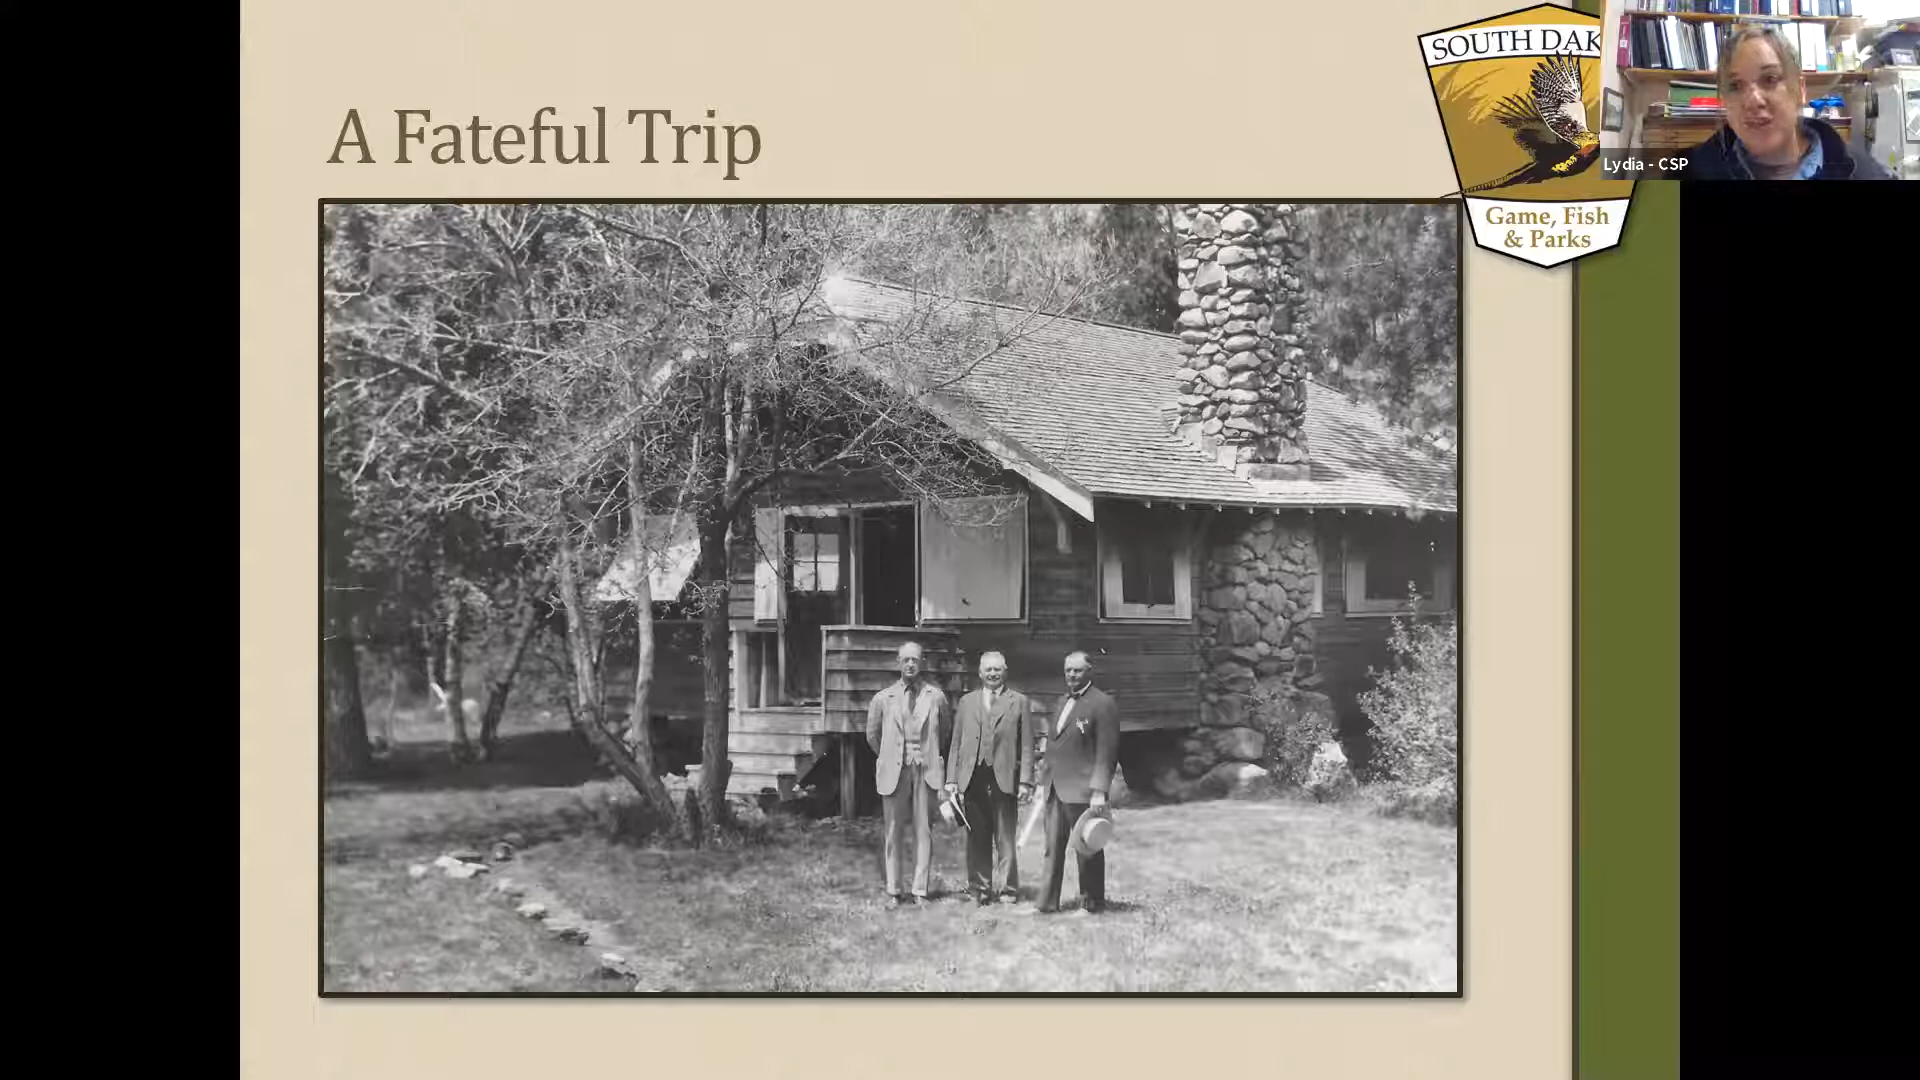 A Fateful Trip
SOUTH DAK
Game, Fish
& Parks
Lydia - CSP